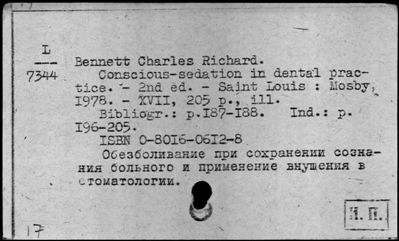 L
7344
Bennett Charles Richard.
Conscious-sedation in dental prac-
tice. - 2nd ed. - Saint Louis : Mosby,
1978. - XVII, 205 p., ill.
Bibliogr.: p.187-188. Ind.: p.
196-205.
ISBN 0-8016-0612-8
Обезболивание при сохранении созна-
ния больного и применение внушения в
стоматологии.
17
И. П.